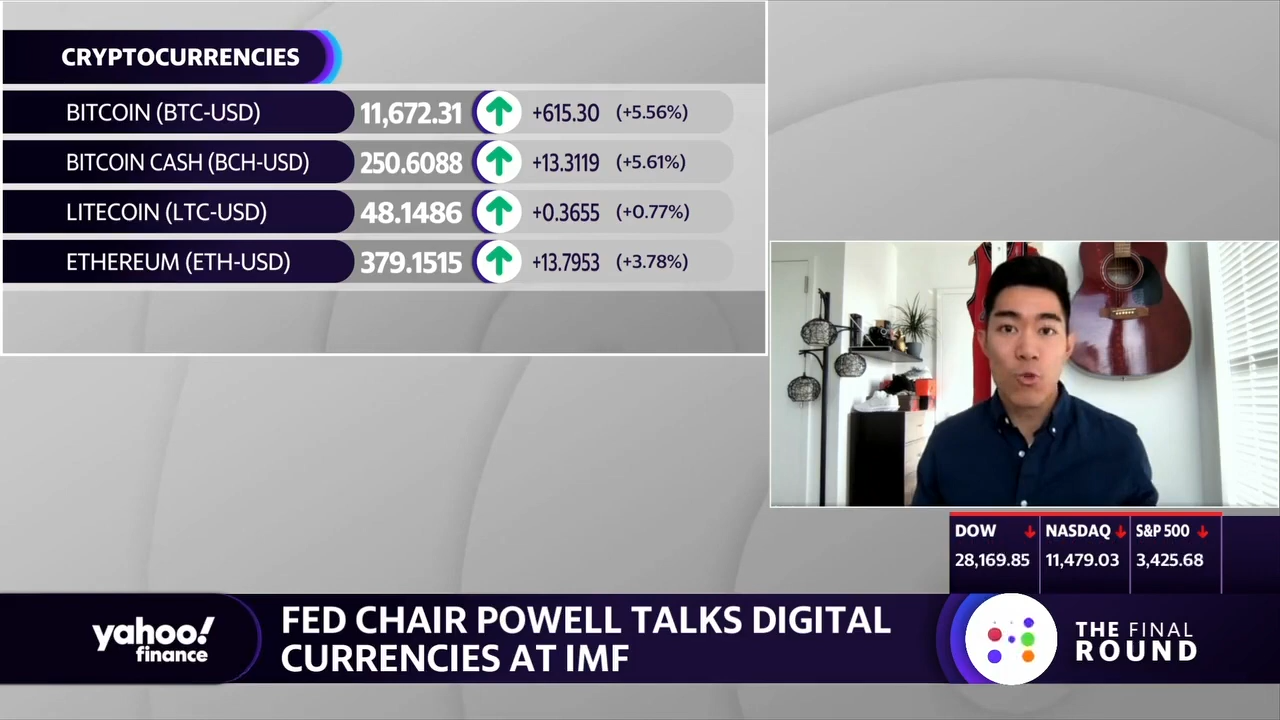 CRYPTOCURRENCIES
BITCOIN (BTC-USD) 11,672.31 +615.30 (+5.56%)
BITCOIN CASH (BCH-USD) 250.6088 +13.3119 (+5.61%)
LITECOIN (LTC-USD) 48.1486 +0.3655 (+0.77%)
ETHEREUM (ETH-USD) 379.1515 +13.7953 (+3.78%)
DOW NASDAQ S&P 500
28,169.85 11,479.03 3,425.68
yahoo!
finance
FED CHAIR POWELL TALKS DIGITAL
CURRENCIES AT IMF
THE FINAL
ROUND